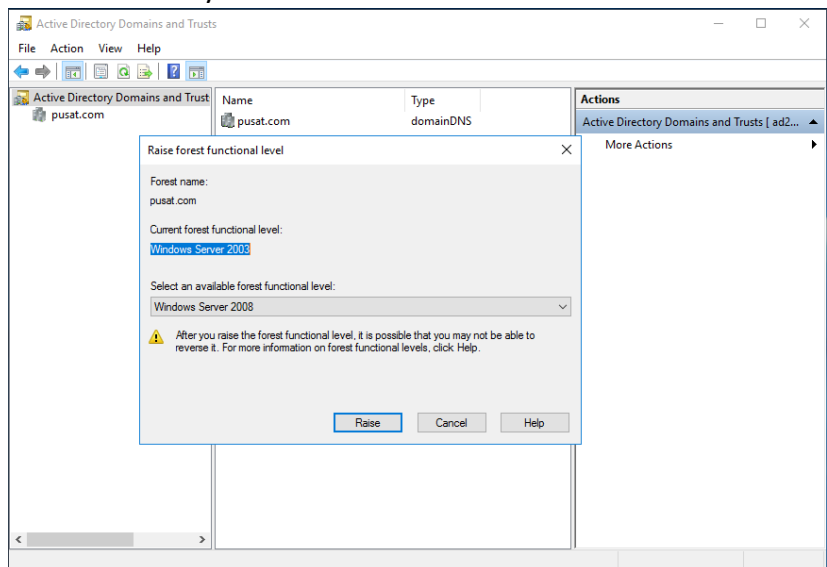 Active Directory Domains and Trusts
File Action View Help
Active Directory Domains and Trust
pusat.com
Name Type
pusat.com domainDNS
Actions
Active Directory Domains and Trusts [ ad2...
More Actions
Raise forest functional level
Forest name:
pusat.com
Current forest functional level:
Windows Server 2003
Select an available forest functional level:
Windows Server 2008
After you raise the forest functional level, it is possible that you may not be able to
reverse it. For more information on forest functional levels, click Help.
Raise Cancel Help